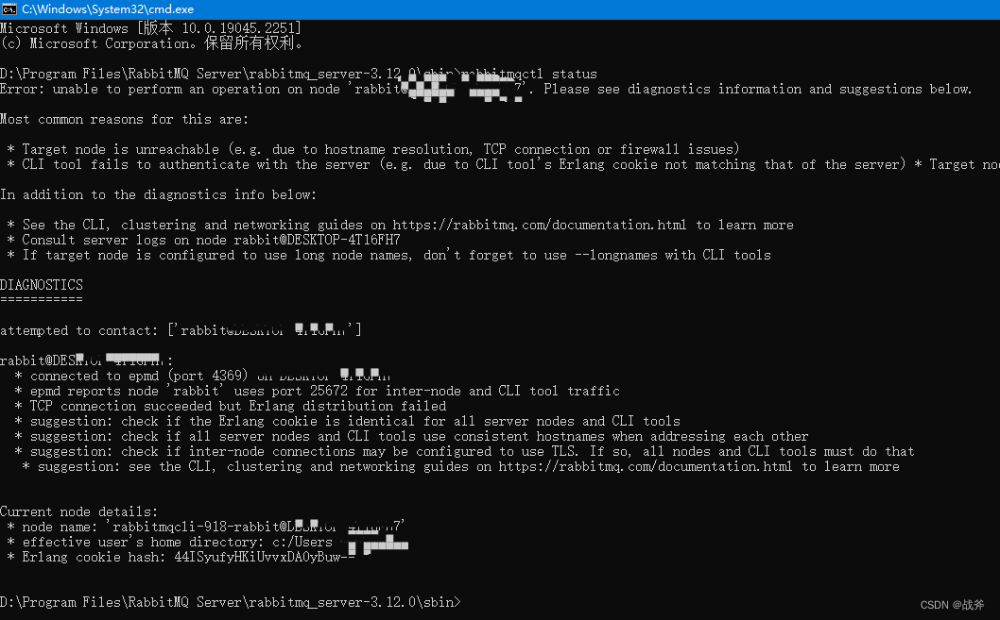 C:\Windows\System32\cmd.exe
Microsoft Windows [版本 10.0.19045.2251]
(c) Microsoft Corporation。保留所有权利。
D:\Program Files\RabbitMQ Server\rabbitmq_server-3.12.0\sbin>rabbitmqctl status
Error: unable to perform an operation on node 'rabbit@ 7'. Please see diagnostics information and suggestions below.
Most common reasons for this are:
* Target node is unreachable (e.g. due to hostname resolution, TCP connection or firewall issues)
* CLI tool fails to authenticate with the server (e.g. due to CLI tool's Erlang cookie not matching that of the server) * Target no
In addition to the diagnostics info below:
* See the CLI, clustering and networking guides on https://rabbitmq.com/documentation.html to learn more
* Consult server logs on node rabbit@DESKTOP-4T16FH7
* If target node is configured to use long node names, don't forget to use --longnames with CLI tools
DIAGNOSTICS
===========
attempted to contact: ['rabbit@ ']
rabbit@ :
* connected to epmd (port 4369) on
* epmd reports node 'rabbit' uses port 25672 for inter-node and CLI tool traffic
* TCP connection succeeded but Erlang distribution failed
* suggestion: check if the Erlang cookie is identical for all server nodes and CLI tools
* suggestion: check if all server nodes and CLI tools use consistent hostnames when addressing each other
* suggestion: check if inter-node connections may be configured to use TLS. If so, all nodes and CLI tools must do that
* suggestion: see the CLI, clustering and networking guides on https://rabbitmq.com/documentation.html to learn more
Current node details:
* node name: 'rabbitmqcli-918-rabbit@ 7'
* effective user's home directory: c:/Users
* Erlang cookie hash: 44ISyufyHKiUvvxDA0yBuw==
D:\Program Files\RabbitMQ Server\rabbitmq_server-3.12.0\sbin>
CSDN @战斧